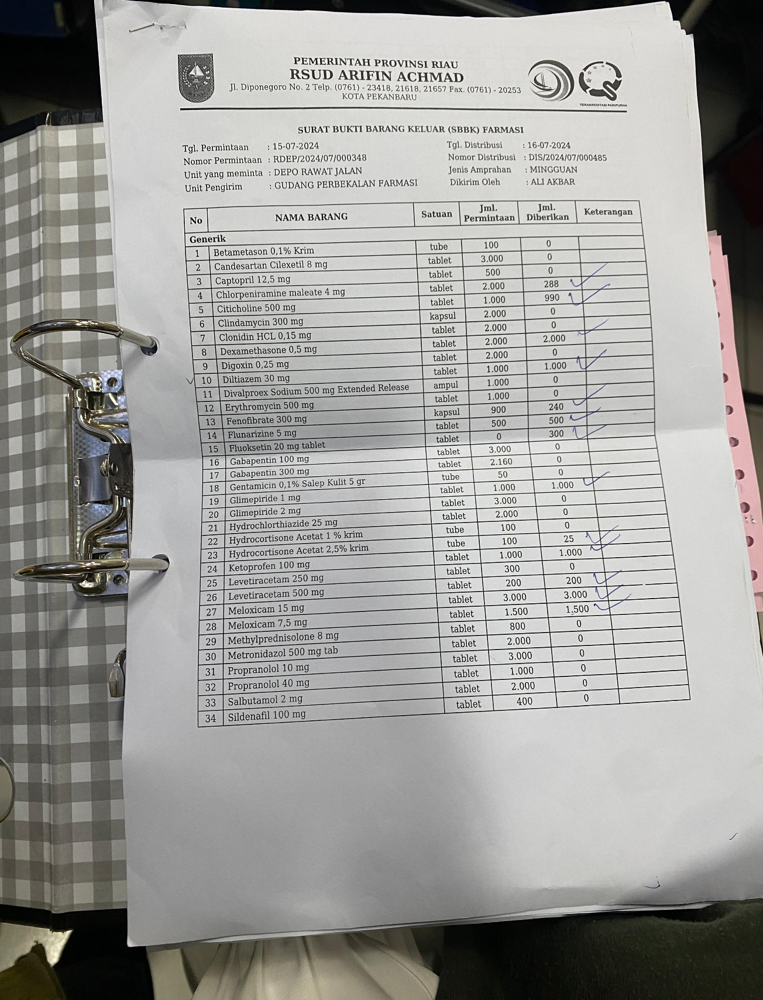 PEMERINTAH PROVINSI RIAU
RSUD ARIFIN ACHMAD
Jl. Diponegoro No. 2 Telp. (0761) - 23418, 21618, 21657 Fax. (0761) - 20253
KOTA PEKANBARU
RIAU
TERAKREDITASI PARIPURNA
SURAT BUKTI BARANG KELUAR (SBBK) FARMASI
Tgl. Permintaan : 15-07-2024 Tgl. Distribusi : 16-07-2024
Nomor Permintaan : RDEP/2024/07/000348 Nomor Distribusi : DIS/2024/07/000485
Unit yang meminta : DEPO RAWAT JALAN Jenis Amprahan : MINGGUAN
Unit Pengirim : GUDANG PERBEKALAN FARMASI Dikirim Oleh : ALI AKBAR
No NAMA BARANG Satuan Jml. Permintaan Jml. Diberikan Keterangan
Generik
1 Betametason 0,1% Krim tube 100 0
2 Candesartan Cilexetil 8 mg tablet 3.000 0
3 Captopril 12,5 mg tablet 500 0
4 Chlorpeniramine maleate 4 mg tablet 2.000 288
5 Citicholine 500 mg tablet 1.000 990
6 Clindamycin 300 mg kapsul 2.000 0
7 Clonidin HCL 0,15 mg tablet 2.000 0
8 Dexamethasone 0,5 mg tablet 2.000 2.000
9 Digoxin 0,25 mg tablet 2.000 0
10 Diltiazem 30 mg tablet 1.000 1.000
11 Divalproex Sodium 500 mg Extended Release ampul 1.000 0
12 Erythromycin 500 mg tablet 1.000 0
13 Fenofibrate 300 mg kapsul 900 240
14 Flunarizine 5 mg tablet 500 500
15 Fluoksetin 20 mg tablet tablet 0 300
16 Gabapentin 100 mg tablet 3.000 0
17 Gabapentin 300 mg tablet 2.160 0
18 Gentamicin 0,1% Salep Kulit 5 gr tube 50 0
19 Glimepiride 1 mg tablet 1.000 1.000
20 Glimepiride 2 mg tablet 3.000 0
21 Hydrochlorthiazide 25 mg tablet 2.000 0
22 Hydrocortisone Acetat 1 % krim tube 100 0
23 Hydrocortisone Acetat 2,5% krim tube 100 25
24 Ketoprofen 100 mg tablet 1.000 1.000
25 Levetiracetam 250 mg tablet 300 0
26 Levetiracetam 500 mg tablet 200 200
27 Meloxicam 15 mg tablet 3.000 3.000
28 Meloxicam 7,5 mg tablet 1.500 1.500
29 Methylprednisolone 8 mg tablet 800 0
30 Metronidazol 500 mg tab tablet 2.000 0
31 Propranolol 10 mg tablet 3.000 0
32 Propranolol 40 mg tablet 1.000 0
33 Salbutamol 2 mg tablet 2.000 0
34 Sildenafil 100 mg tablet 400 0